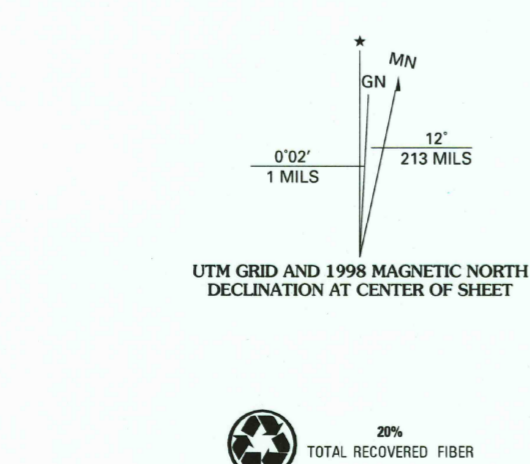 ★
MN
GN
0°02′
1 MILS
12°
213 MILS
UTM GRID AND 1998 MAGNETIC NORTH
DECLINATION AT CENTER OF SHEET
20%
TOTAL RECOVERED FIBER